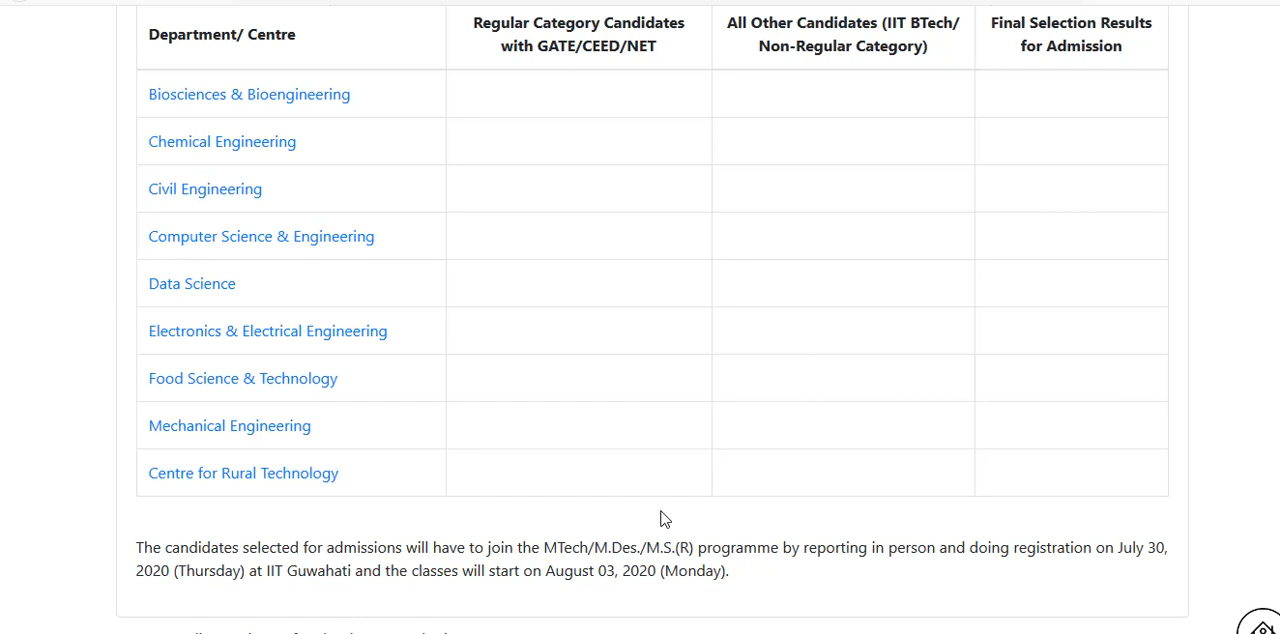 Department/ Centre
Regular Category Candidates
with GATE/CEED/NET
All Other Candidates (IIT BTech/
Non-Regular Category)
Final Selection Results
for Admission
Biosciences & Bioengineering
Chemical Engineering
Civil Engineering
Computer Science & Engineering
Data Science
Electronics & Electrical Engineering
Food Science & Technology
Mechanical Engineering
Centre for Rural Technology
The candidates selected for admissions will have to join the MTech/M.Des./M.S.(R) programme by reporting in person and doing registration on July 30,
2020 (Thursday) at IIT Guwahati and the classes will start on August 03, 2020 (Monday).